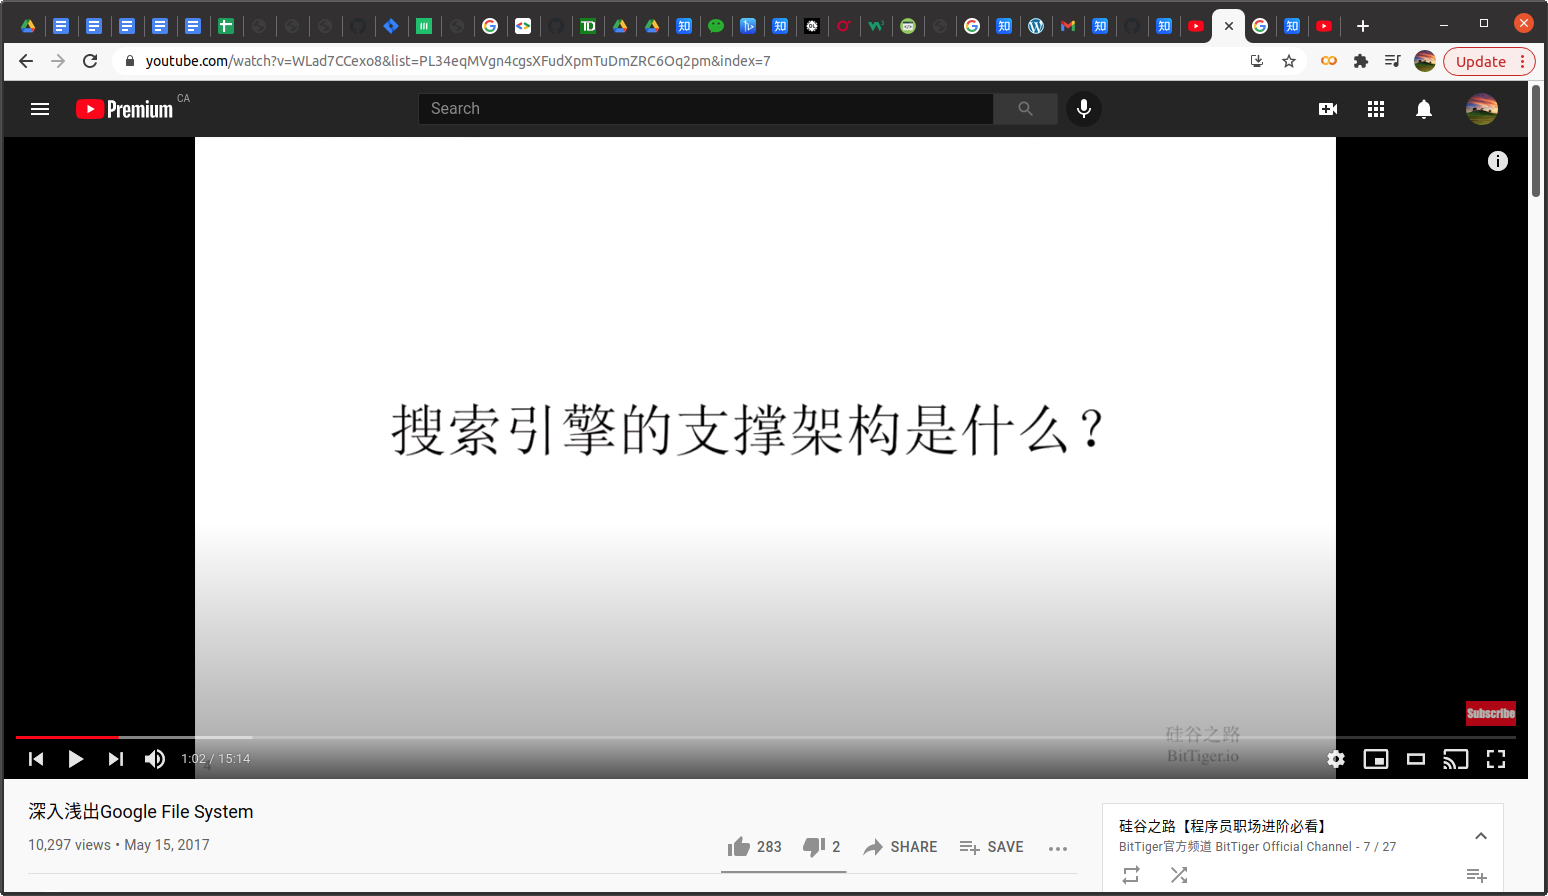 知
知
TD
知
知
知
youtube.com/watch?v=WLad7CCexo8&list=PL34eqMVgn4cgsXFudXpmTuDmZRC6Oq2pm&index=7
Update
Premium CA
Search
搜索引擎的支撑架构是什么?
Subscribe
硅谷之路
BitTiger.io
1:02 / 15:14
深入浅出Google File System
10,297 views • May 15, 2017
283
2
SHARE
SAVE
硅谷之路【程序员职场进阶必看】
BitTiger官方频道 BitTiger Official Channel - 7 / 27